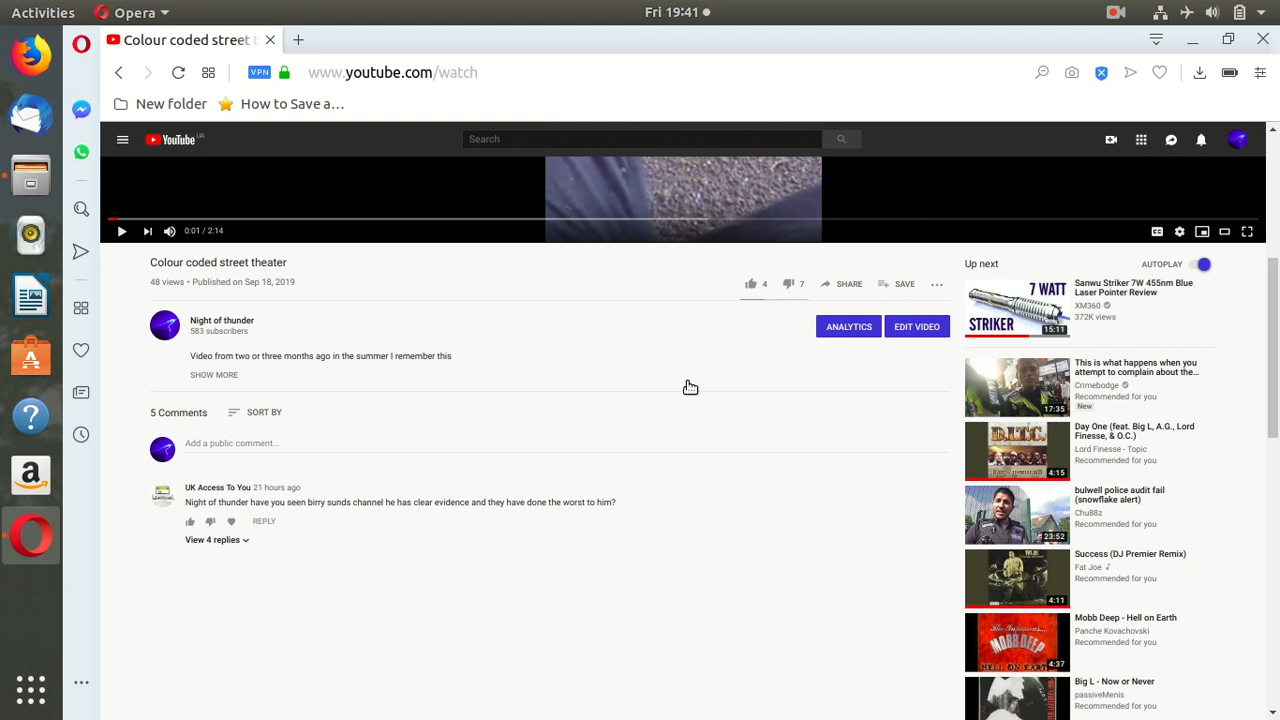 Activities Opera Fri 19:41
Colour coded street t
VPN www.youtube.com/watch
New folder How to Save a...
YouTube UA Search
0:01 / 2:14
Colour coded street theater
48 views • Published on Sep 18, 2019
4 7 SHARE SAVE
Night of thunder
583 subscribers
ANALYTICS EDIT VIDEO
Video from two or three months ago in the summer I remember this
SHOW MORE
5 Comments SORT BY
Add a public comment...
UK Access To You 21 hours ago
Night of thunder have you seen birry sunds channel he has clear evidence and they have done the worst to him?
REPLY
View 4 replies
Up next AUTOPLAY
7 WATT
STRIKER
15:11
Sanwu Striker 7W 455nm Blue
Laser Pointer Review
XM360
372K views
17:35
This is what happens when you
attempt to complain about the...
Crimebodge
Recommended for you
New
D.I.T.C.
4:15
Day One (feat. Big L, A.G., Lord
Finesse, & O.C.)
Lord Finesse - Topic
Recommended for you
23:52
bulwell police audit fail
(snowflake alert)
Chu88z
Recommended for you
4:11
Success (DJ Premier Remix)
Fat Joe
Recommended for you
MOBB DEEP
HELL ON EARTH
4:37
Mobb Deep - Hell on Earth
Panche Kovachovski
Recommended for you
Big L - Now or Never
passiveMenis
Recommended for you